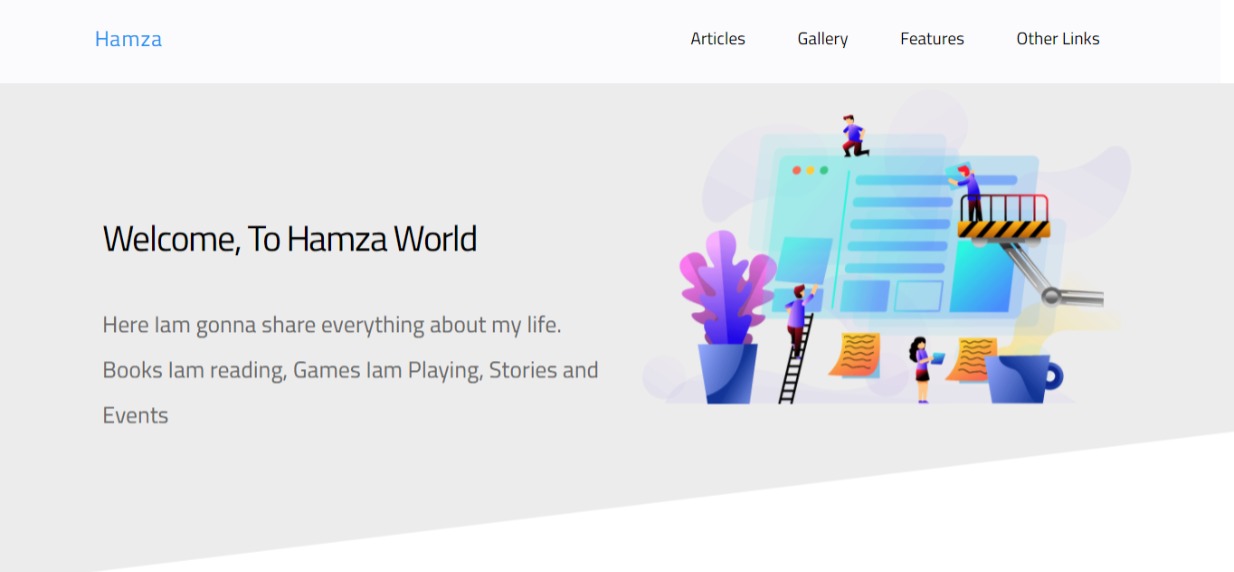 Hamza
Articles
Gallery
Features
Other Links
Welcome, To Hamza World
Here Iam gonna share everything about my life.
Books Iam reading, Games Iam Playing, Stories and
Events